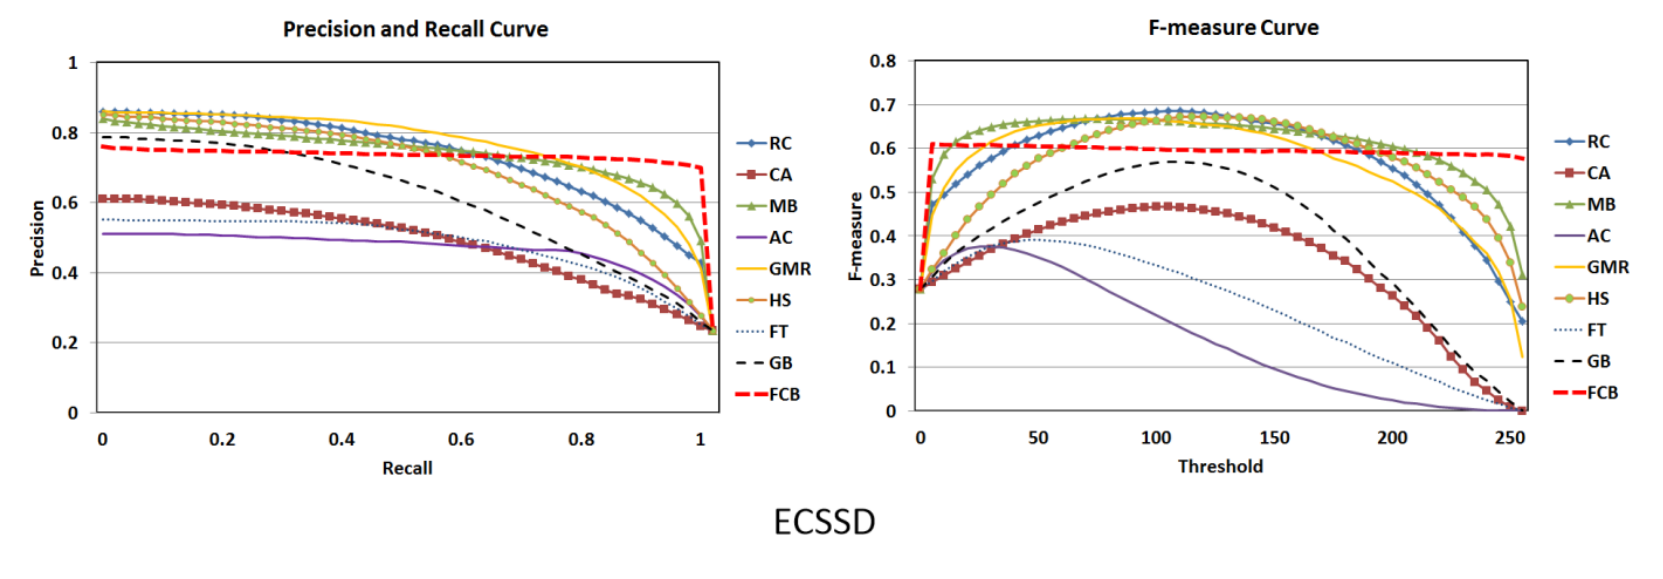 Precision and Recall Curve
1
0.8
0.6
0.4
0.2
0
Precision
0 0.2 0.4 0.6 0.8 1
Recall
RC
CA
MB
AC
GMR
HS
FT
GB
FCB
F-measure Curve
0.8
0.7
0.6
0.5
0.4
0.3
0.2
0.1
0
F-measure
0 50 100 150 200 250
Threshold
RC
CA
MB
AC
GMR
HS
FT
GB
FCB
ECSSD